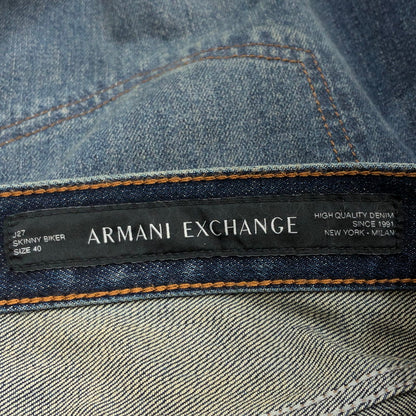 J27
SKINNY BIKER
SIZE 40
ARMANI EXCHANGE
HIGH QUALITY DENIM
SINCE 1991
NEW YORK - MILAN